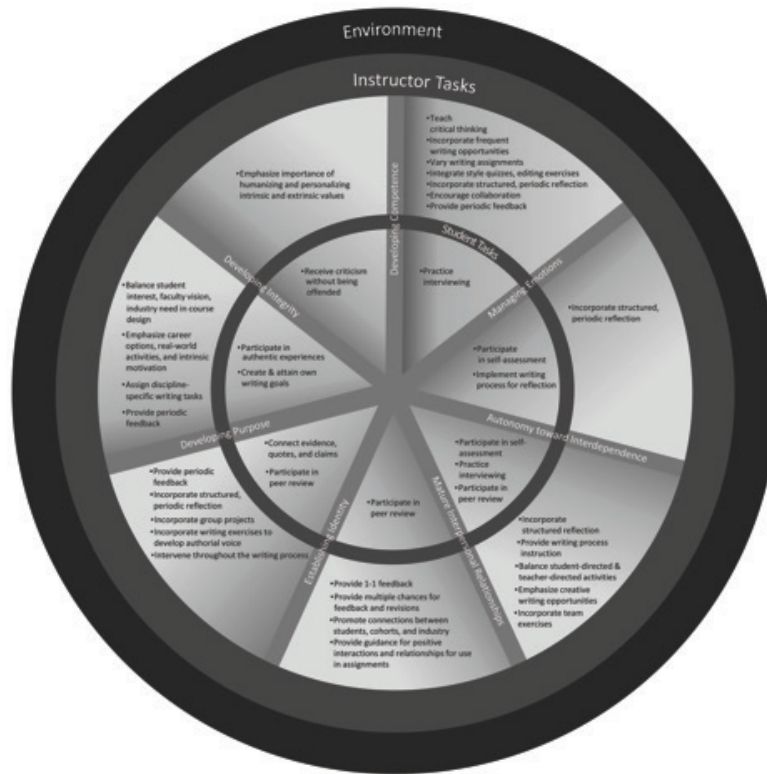 Environment
Instructor Tasks
•Teach
critical thinking
•Incorporate frequent
writing opportunities
•Vary writing assignments
•Integrate style quizzes, editing exercises
•Incorporate structured, periodic reflection
•Encourage collaboration
•Provide periodic feedback
Developing Competence
Student Tasks
•Practice
interviewing
Managing Emotions
•Incorporate structured,
periodic reflection
•Participate
in self-assessment
•Implement writing
process for reflection
Autonomy toward Interdependence
•Participate in self-
assessment
•Practice
interviewing
•Participate in peer review
•Incorporate
structured reflection
•Provide writing process
instruction
•Balance student-directed &
teacher-directed activities
•Emphasize creative
writing opportunities
•Incorporate team
exercises
Mature Interpersonal Relationships
•Participate in
peer review
•Provide 1-1 feedback
•Provide multiple chances for
feedback and revisions
•Promote connections between
students, cohorts, and industry
•Provide guidance for positive
interactions and relationships for use
in assignments
Establishing Identity
•Connect evidence,
quotes, and claims
•Participate in
peer review
•Provide periodic
feedback
•Incorporate structured,
periodic reflection
•Incorporate group projects
•Incorporate writing exercises to
develop authorial voice
•Intervene throughout the writing process
Developing Purpose
•Participate in
authentic experiences
•Create & attain own
writing goals
•Balance student
interest, faculty vision,
industry need in course
design
•Emphasize career
options, real-world
activities, and intrinsic
motivation
•Assign discipline-
specific writing tasks
•Provide periodic
feedback
Developing Integrity
•Receive criticism
without being
offended
•Emphasize importance of
humanizing and personalizing
intrinsic and extrinsic values